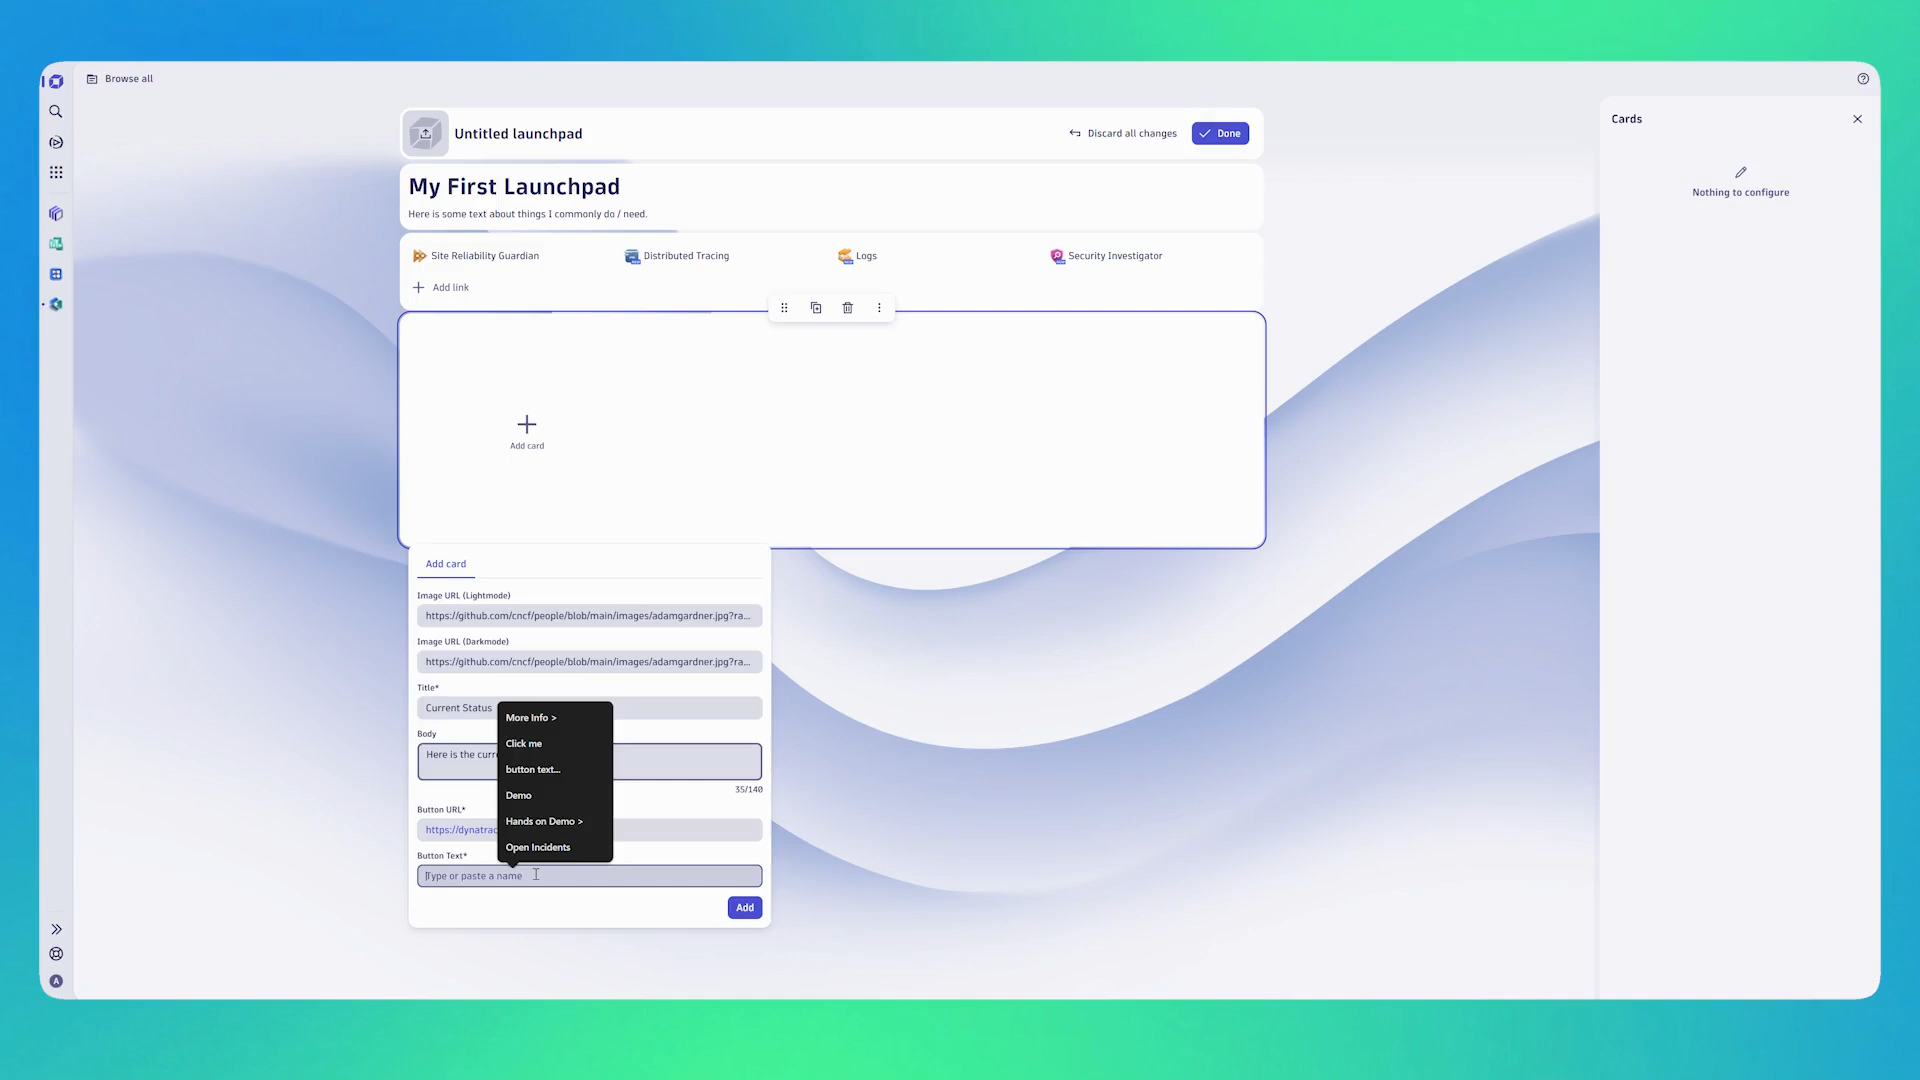 Browse all
Untitled launchpad
Discard all changes
Done
Cards
Nothing to configure
My First Launchpad
Here is some text about things I commonly do / need.
Site Reliability Guardian
Distributed Tracing
Logs
Security Investigator
Add link
Add card
Add card
Image URL (Lightmode)
https://github.com/cncf/people/blob/main/images/adamgardner.jpg?ra...
Image URL (Darkmode)
https://github.com/cncf/people/blob/main/images/adamgardner.jpg?ra...
Title*
Current Status
More Info >
Body
Click me
Here is the curr
button text...
35/140
Demo
Button URL*
Hands on Demo >
https://dynatrac
Open Incidents
Button Text*
Type or paste a name
Add
A